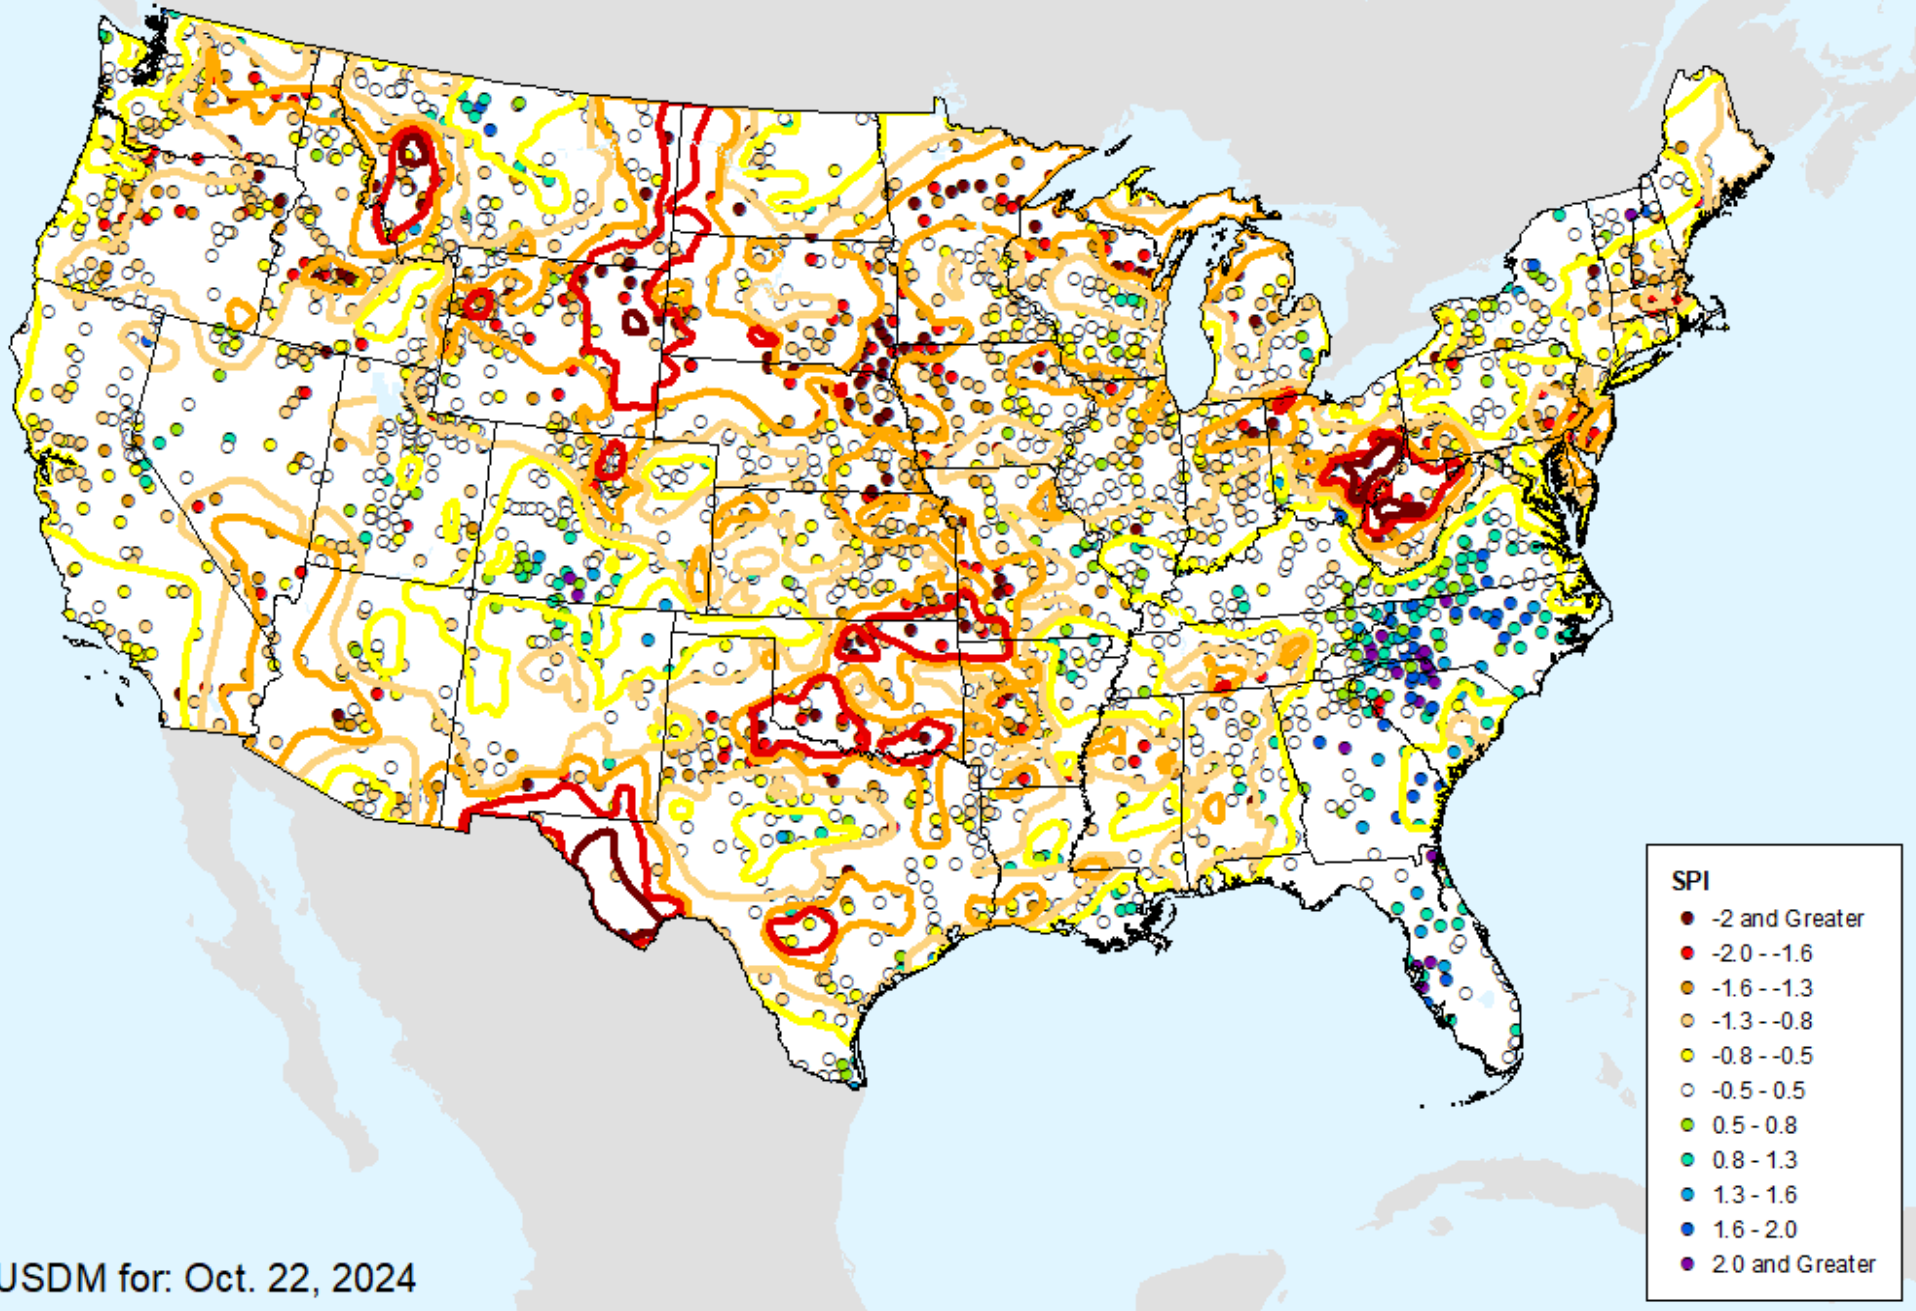 SPI
-2 and Greater
-2.0 - -1.6
-1.6 - -1.3
-1.3 - -0.8
-0.8 - -0.5
-0.5 - 0.5
0.5 - 0.8
0.8 - 1.3
1.3 - 1.6
1.6 - 2.0
2.0 and Greater
USDM for: Oct. 22, 2024